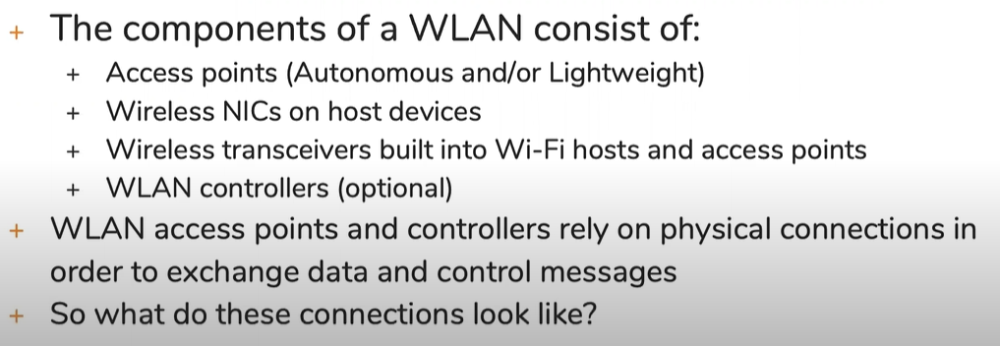 + The components of a WLAN consist of:
+ Access points (Autonomous and/or Lightweight)
+ Wireless NICs on host devices
+ Wireless transceivers built into Wi-Fi hosts and access points
+ WLAN controllers (optional)
+ WLAN access points and controllers rely on physical connections in
order to exchange data and control messages
+ So what do these connections look like?